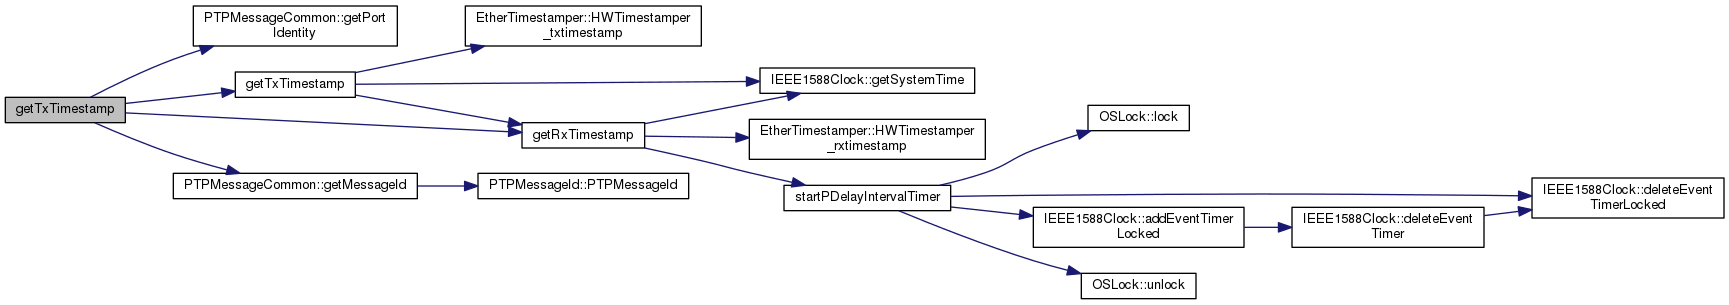 PTPMessageCommon::getPort
Identity
EtherTimestamper::HWTimestamper
_txtimestamp
getTxTimestamp
IEEE1588Clock::getSystemTime
getTxTimestamp
getRxTimestamp
EtherTimestamper::HWTimestamper
_rxtimestamp
OSLock::lock
PTPMessageCommon::getMessageId
PTPMessageId::PTPMessageId
startPDelayIntervalTimer
IEEE1588Clock::deleteEvent
TimerLocked
IEEE1588Clock::addEventTimer
Locked
IEEE1588Clock::deleteEvent
Timer
OSLock::unlock